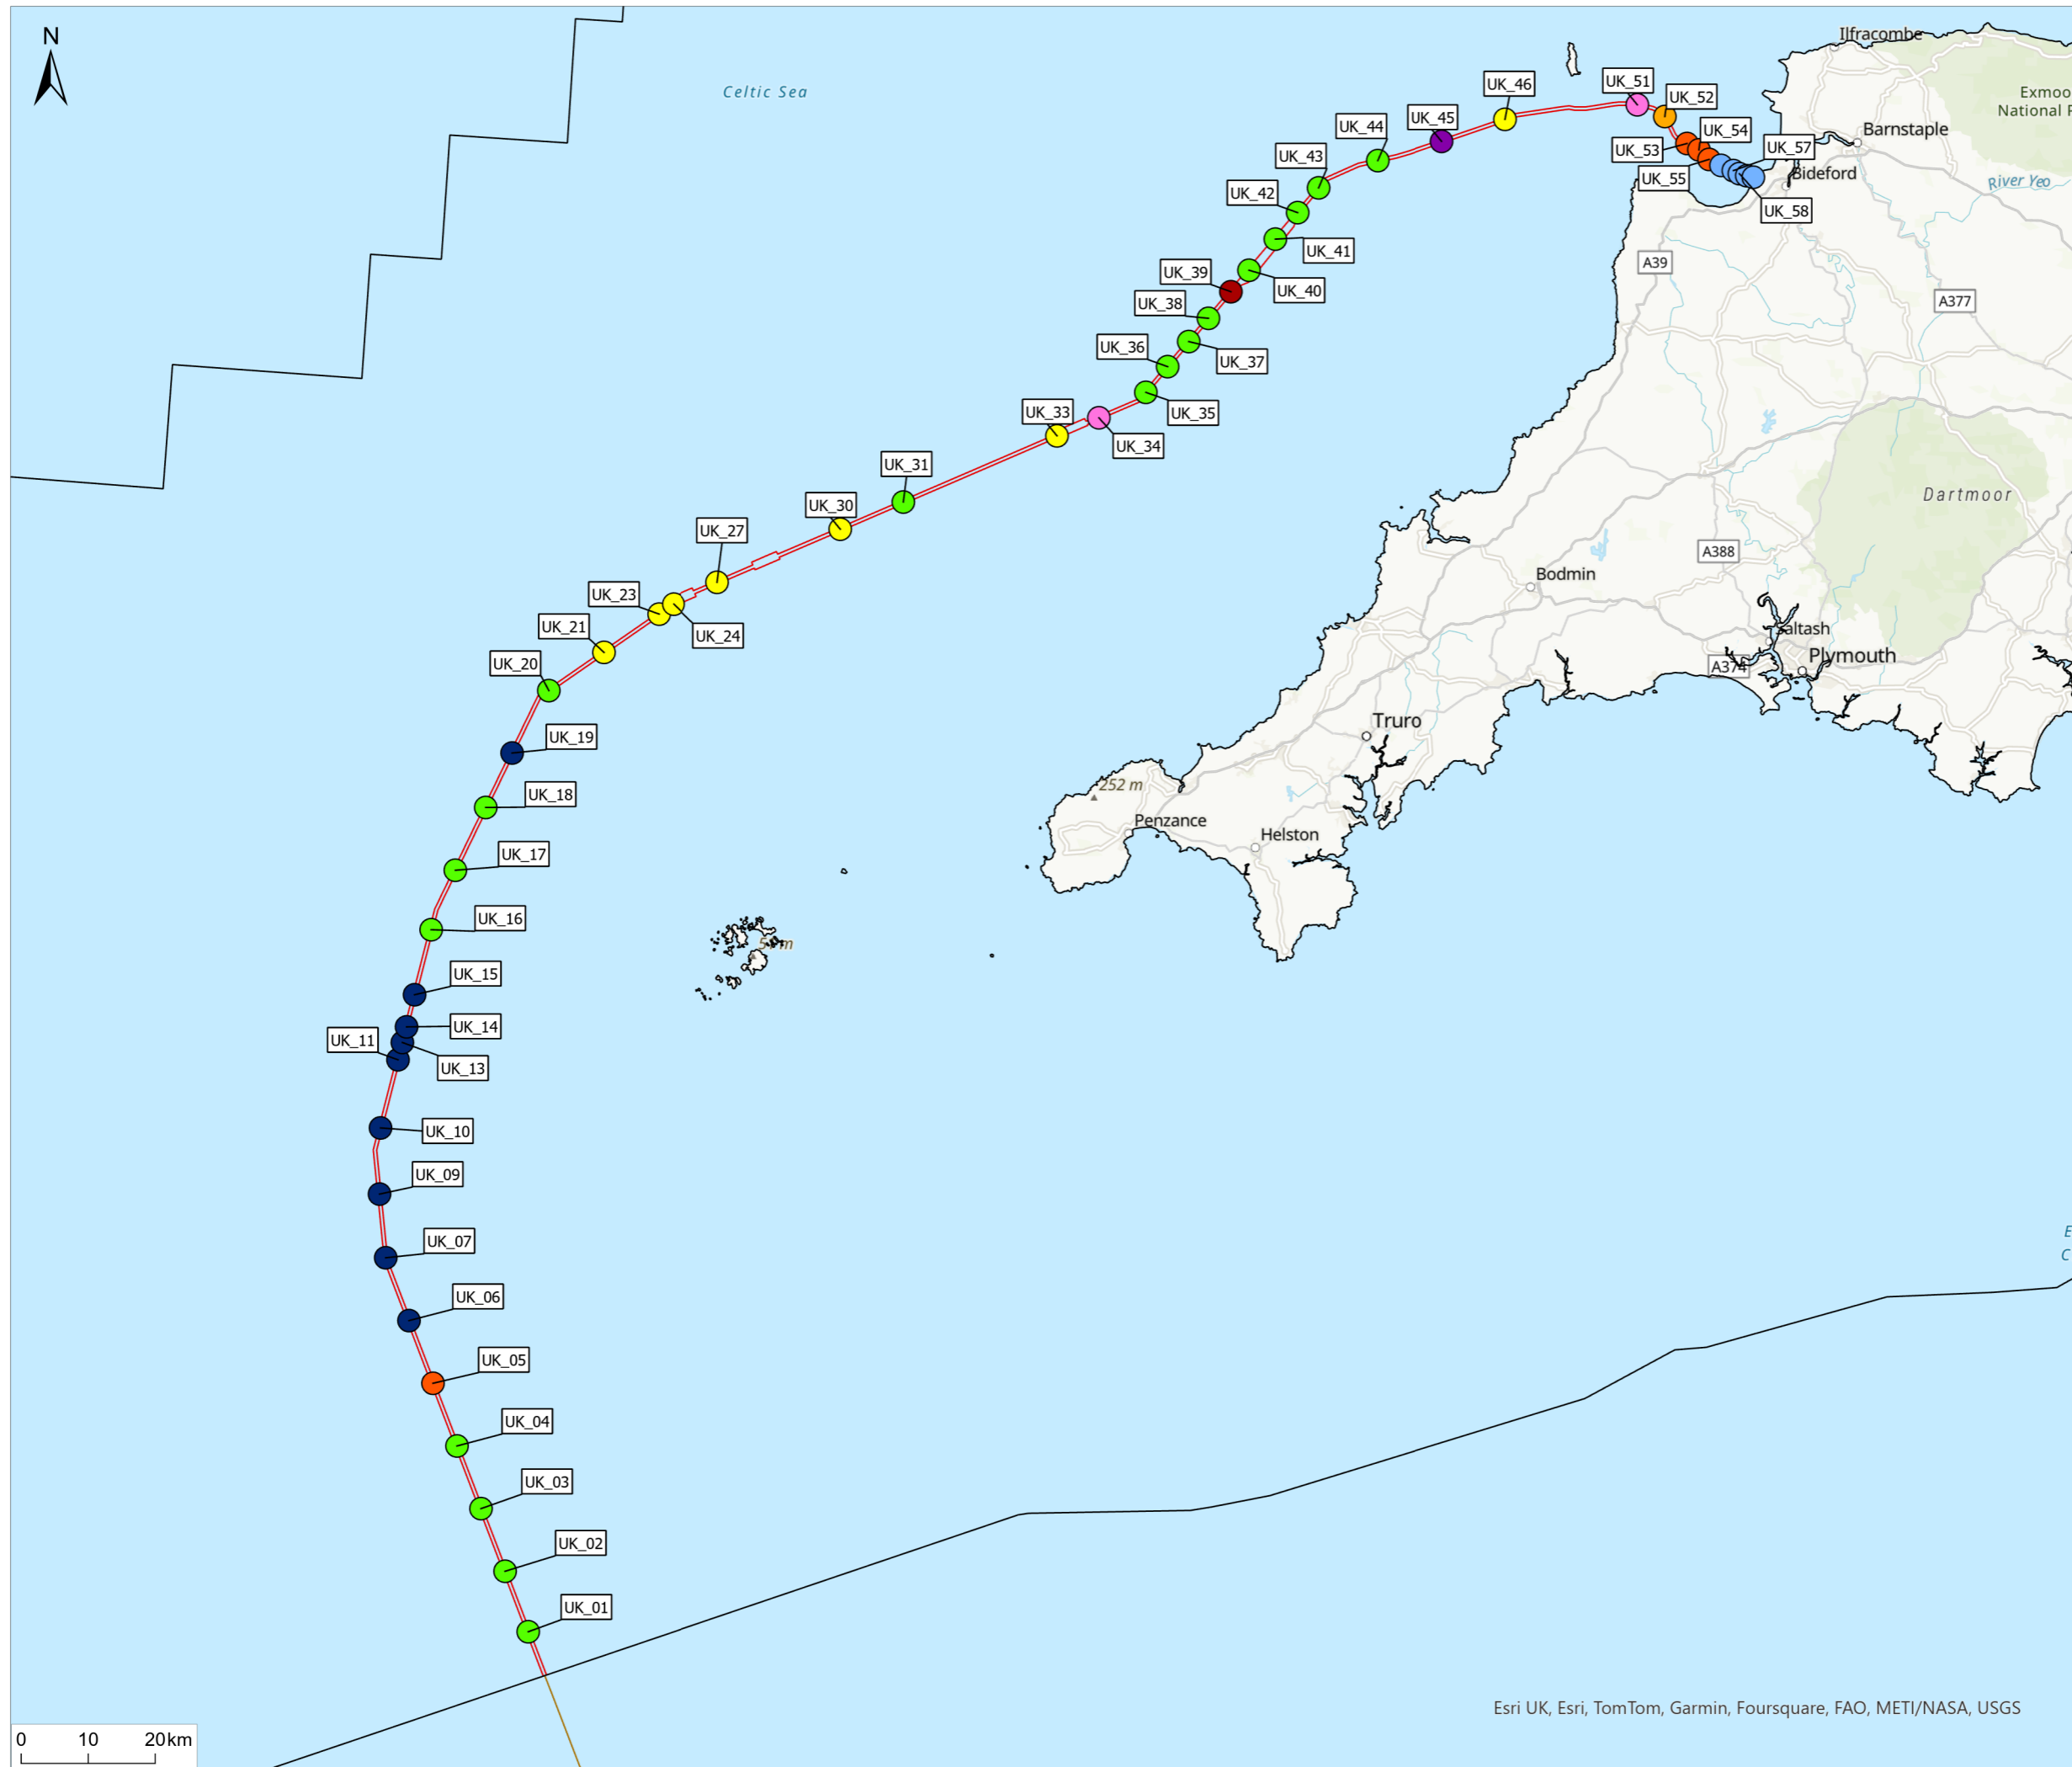 N
Ilfracombe
Celtic Sea
UK_46
UK_51
UK_52
Exmoo
National P
UK_45
UK_44
UK_54
Barnstaple
UK_53
UK_57
UK_43
Bideford
UK_55
River Yeo
UK_42
UK_58
UK_41
A39
UK_39
UK_40
UK_38
A377
UK_36
UK_37
UK_33
UK_35
UK_34
UK_31
Dartmoor
UK_30
UK_27
A388
Bodmin
UK_23
UK_24
UK_21
Saltash
Plymouth
UK_20
A374
Truro
UK_19
252 m
UK_18
Penzance
Helston
UK_17
UK_16
UK_15
UK_14
UK_11
UK_13
UK_10
UK_09
UK_07
E
C
UK_06
UK_05
UK_04
UK_03
UK_02
UK_01
Esri UK, Esri, TomTom, Garmin, Foursquare, FAO, METI/NASA, USGS
0 10 20km